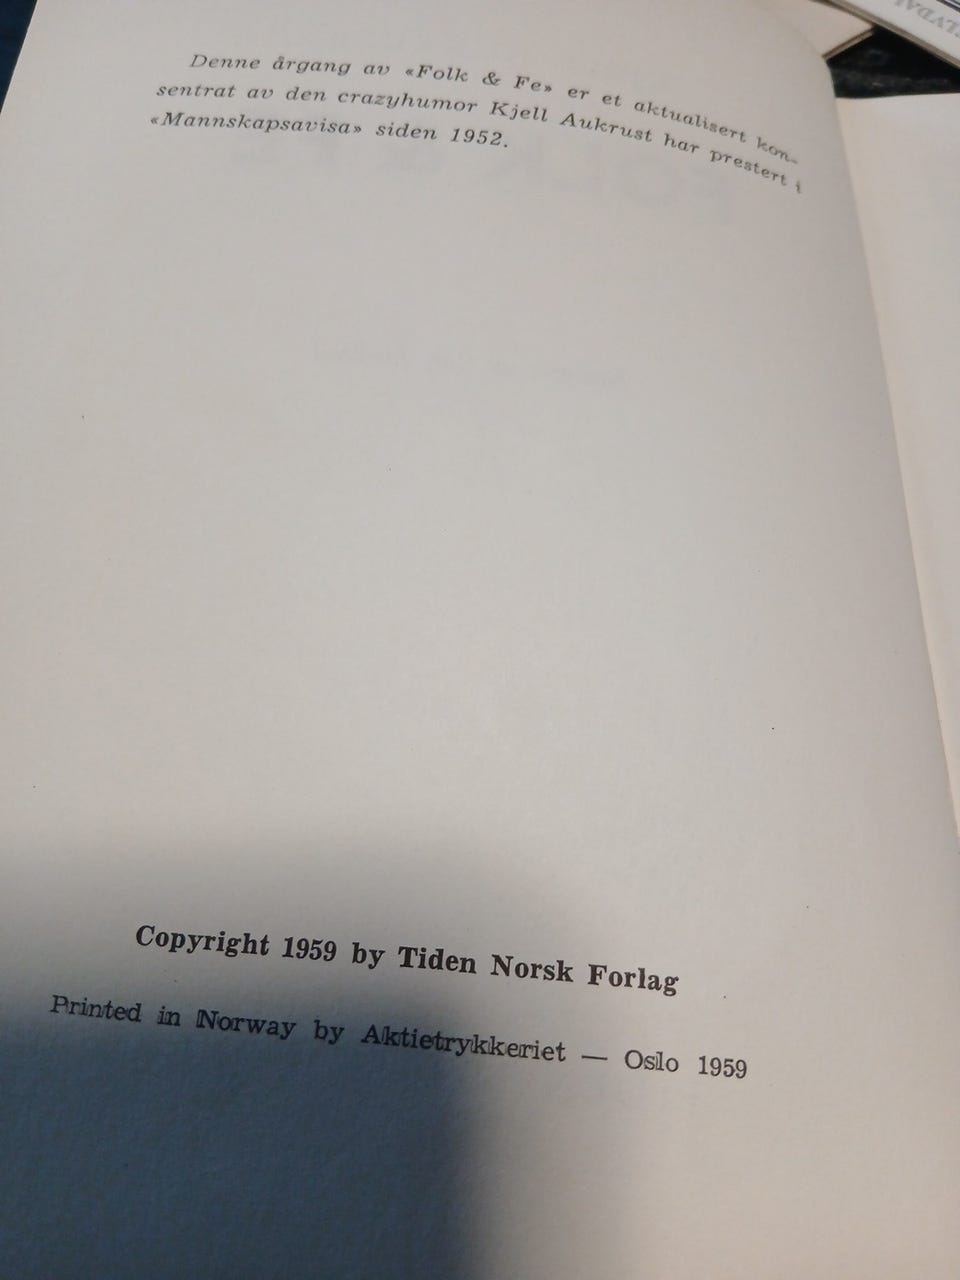 Denne årgang av «Folk & Fe» er et aktualisert kon-
sentrat av den crazyhumor Kjell Aukrust har prestert i
«Mannskapsavisa» siden 1952.
Copyright 1959 by Tiden Norsk Forlag
Printed in Norway by Aktietrykkeriet — Oslo 1959